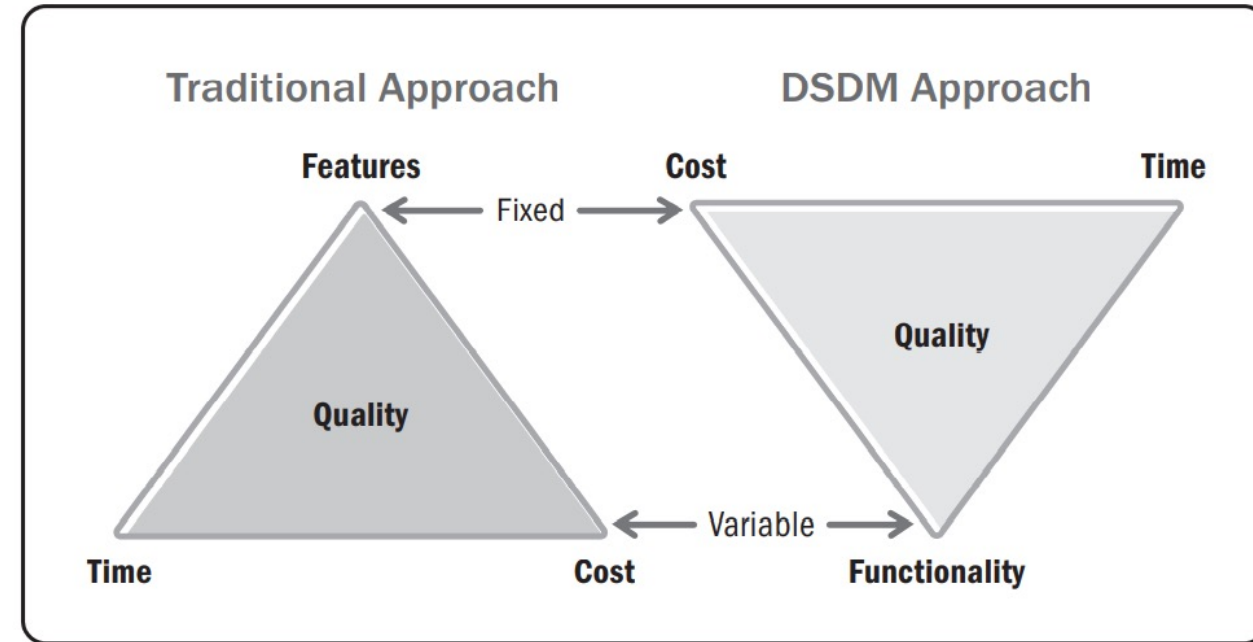 Traditional Approach
DSDM Approach
Features
Cost
Time
Fixed
Quality
Quality
Variable
Time
Cost
Functionality